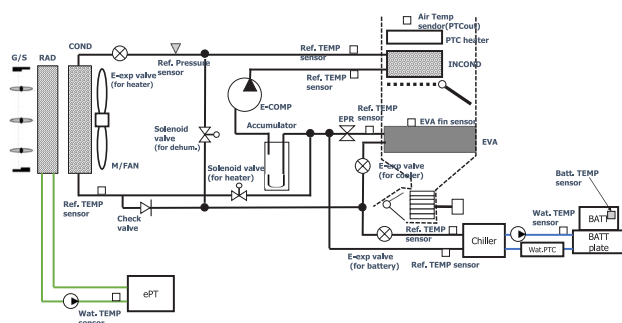 Air Temp
sendor(PTCout)
PTC heater
G/S
RAD
COND
E-exp valve
(for heater)
Ref. Pressure
sensor
Ref. TEMP
sensor
Ref. TEMP
sensor
INCOND
E-COMP
Accumulator
Solenoid
valve
(for dehum.)
EPR
Ref. TEMP
sensor
EVA fin sensor
EVA
M/FAN
Solenoid valve
(for heater)
E-exp valve
(for cooler)
Ref. TEMP
sensor
Check
valve
Batt. TEMP
sensor
BATT
BATT
plate
Wat. TEMP
sensor
Ref. TEMP
sensor
Chiller
Wat.PTC
E-exp valve
(for battery)
Ref. TEMP sensor
ePT
Wat. TEMP
sensor